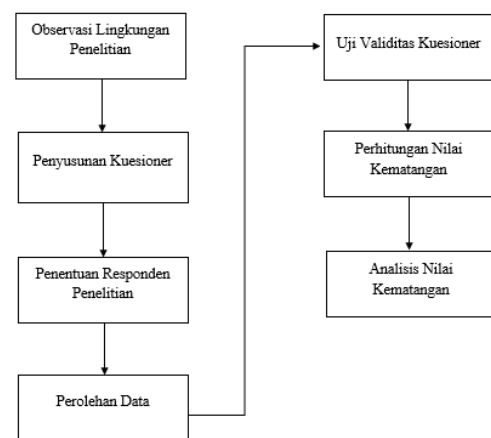 Observasi Lingkungan
Penelitian
Penyusunan Kuesioner
Penentuan Responden
Penelitian
Perolehan Data
Uji Validitas Kuesioner
Perhitungan Nilai
Kematangan
Analisis Nilai
Kematangan